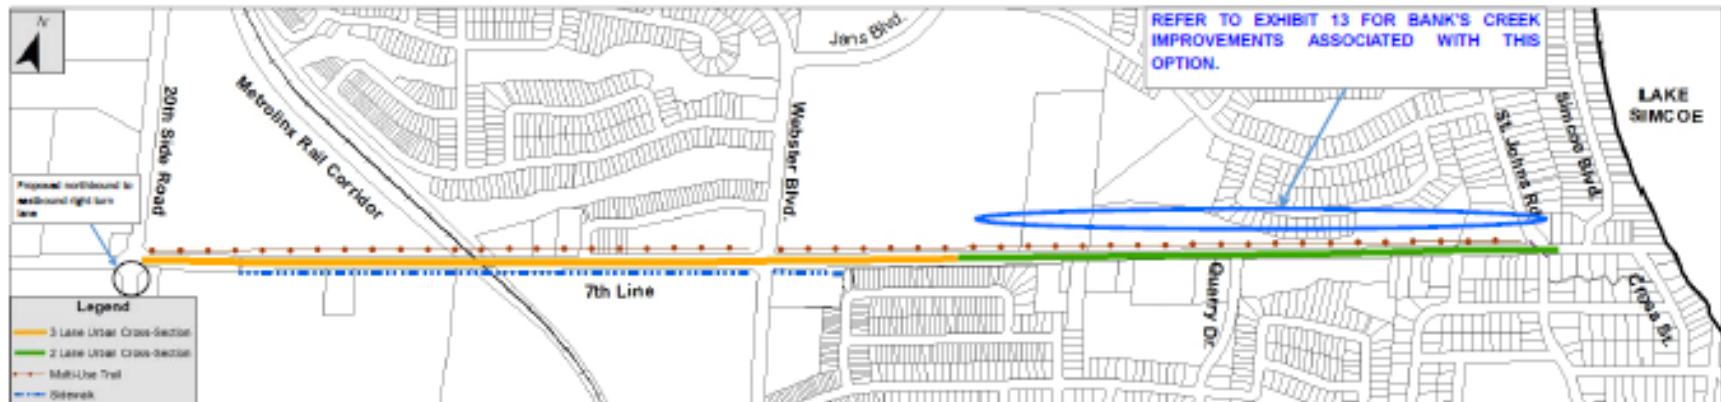 N
Jans Blvd.
REFER TO EXHIBIT 13 FOR BANK'S CREEK
IMPROVEMENTS ASSOCIATED WITH THIS
OPTION.
LAKE
SIMCOE
20th Side Road
Metrolinx Rail Corridor
Webster Blvd.
St. Johns Rd.
Simcoe Blvd.
Proposed northbound to
eastbound right turn
lane
7th Line
Quarry Dr.
Cross St.
Legend
3 Lane Urban Cross-Section
2 Lane Urban Cross-Section
Multi-Use Trail
Sidewalk